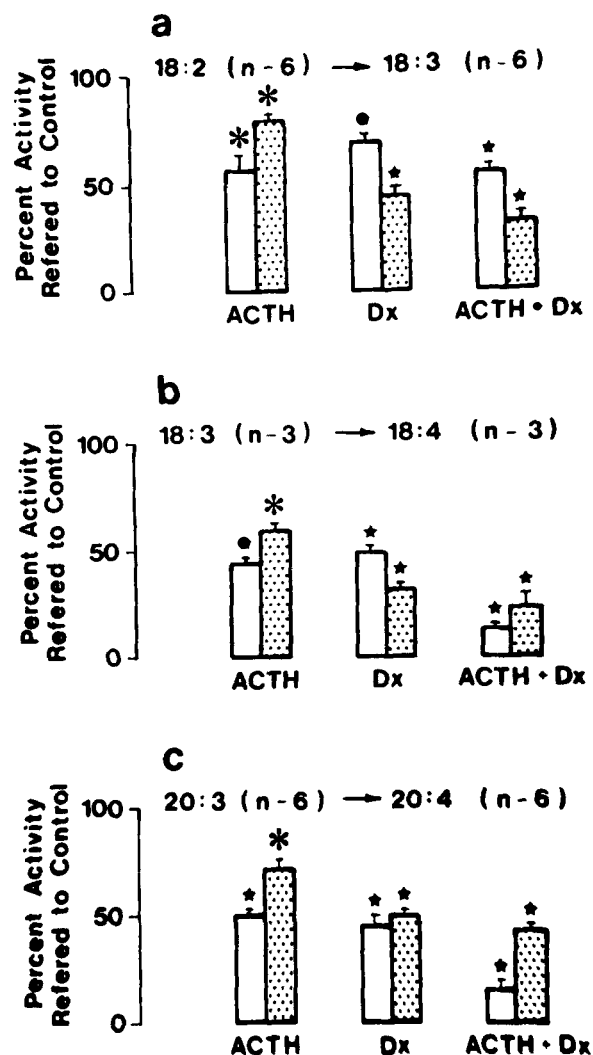 a
18:2 (n-6) → 18:3 (n-6)
Percent Activity
Refered to Control
100
50
0
ACTH
Dx
ACTH • Dx
b
18:3 (n-3) → 18:4 (n-3)
Percent Activity
Refered to Control
100
50
0
ACTH
Dx
ACTH + Dx
c
20:3 (n-6) → 20:4 (n-6)
Percent Activity
Refered to Control
100
50
0
ACTH
Dx
ACTH + Dx